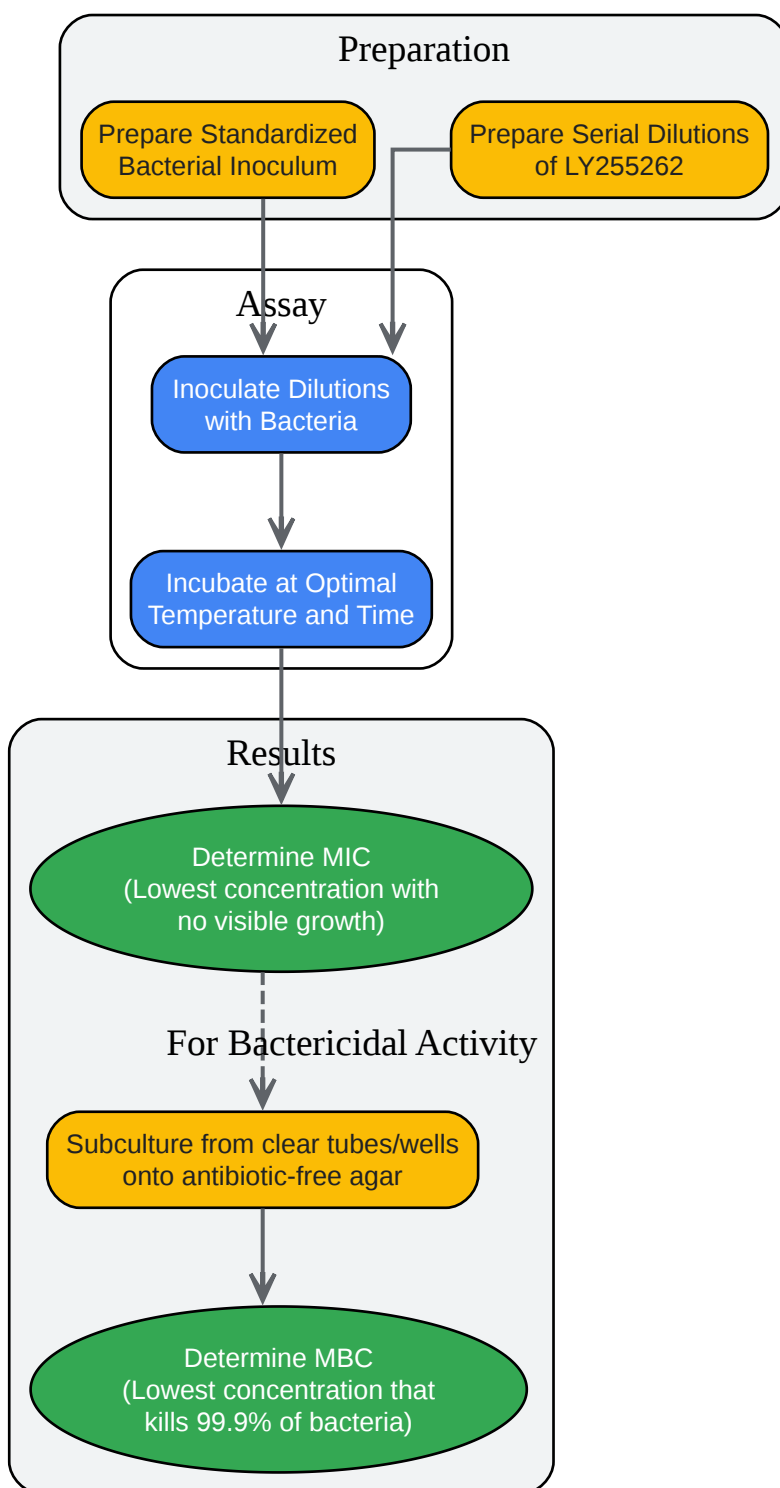 Preparation
Prepare Standardized
Bacterial Inoculum
Prepare Serial Dilutions
of LY255262
Assay
Inoculate Dilutions
with Bacteria
Incubate at Optimal
Temperature and Time
Results
Determine MIC
(Lowest concentration with
no visible growth)
For Bactericidal Activity
Subculture from clear tubes/wells
onto antibiotic-free agar
Determine MBC
(Lowest concentration that
kills 99.9% of bacteria)